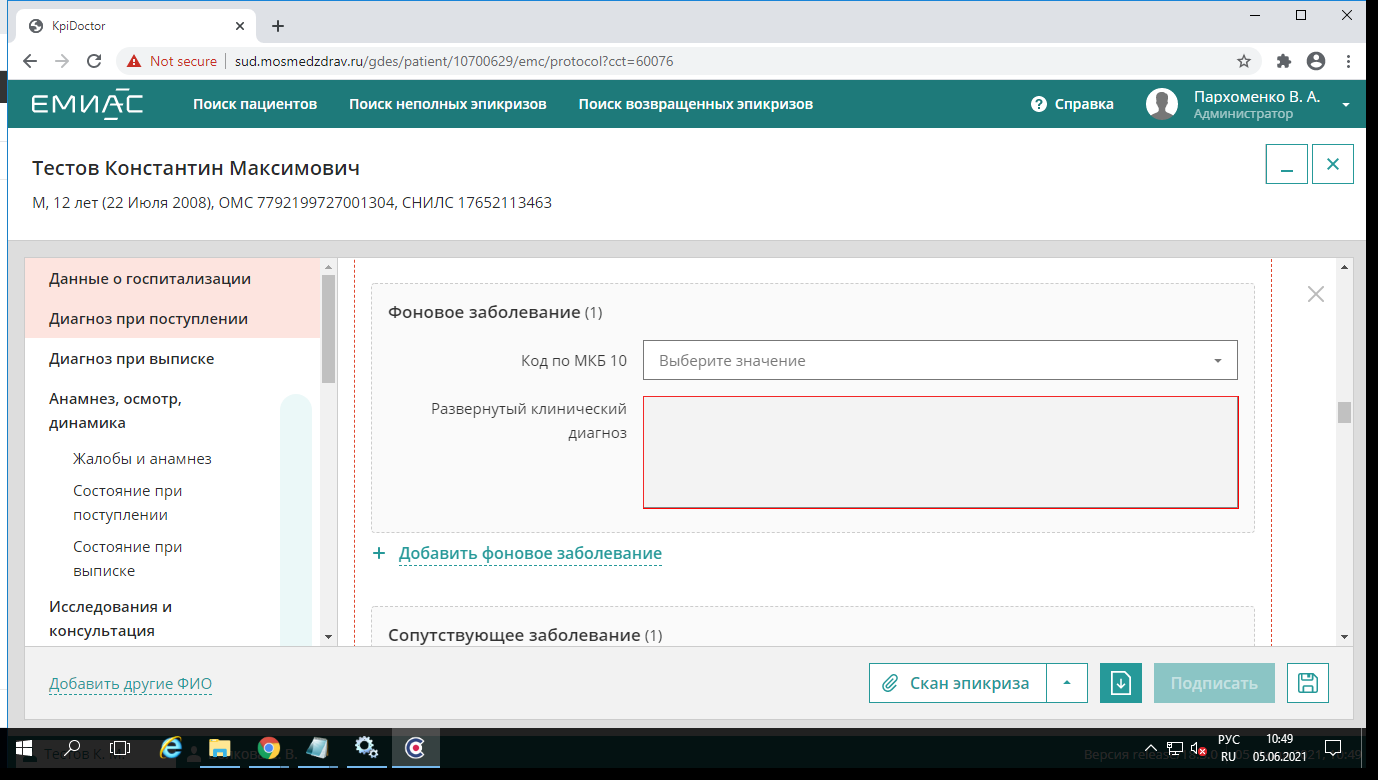 KpiDoctor
Not secure
sud.mosmedzdrav.ru/gdes/patient/10700629/emc/protocol?cct=60076
ЕМИАС
Поиск пациентов
Поиск неполных эпикризов
Поиск возвращенных эпикризов
Справка
Пархоменко В. А.
Администратор
Тестов Константин Максимович
М, 12 лет (22 Июля 2008), ОМС 7792199727001304, СНИЛС 17652113463
Данные о госпитализации
Диагноз при поступлении
Диагноз при выписке
Анамнез, осмотр,
динамика
Жалобы и анамнез
Состояние при
поступлении
Состояние при
выписке
Исследования и
консультация
Фоновое заболевание (1)
Код по МКБ 10
Выберите значение
Развернутый клинический
диагноз
+ Добавить фоновое заболевание
Сопутствующее заболевание (1)
Добавить другие ФИО
Скан эпикриза
Подписать
Тестов К.
Версия release
РУС
RU
10:49
05.06.2021